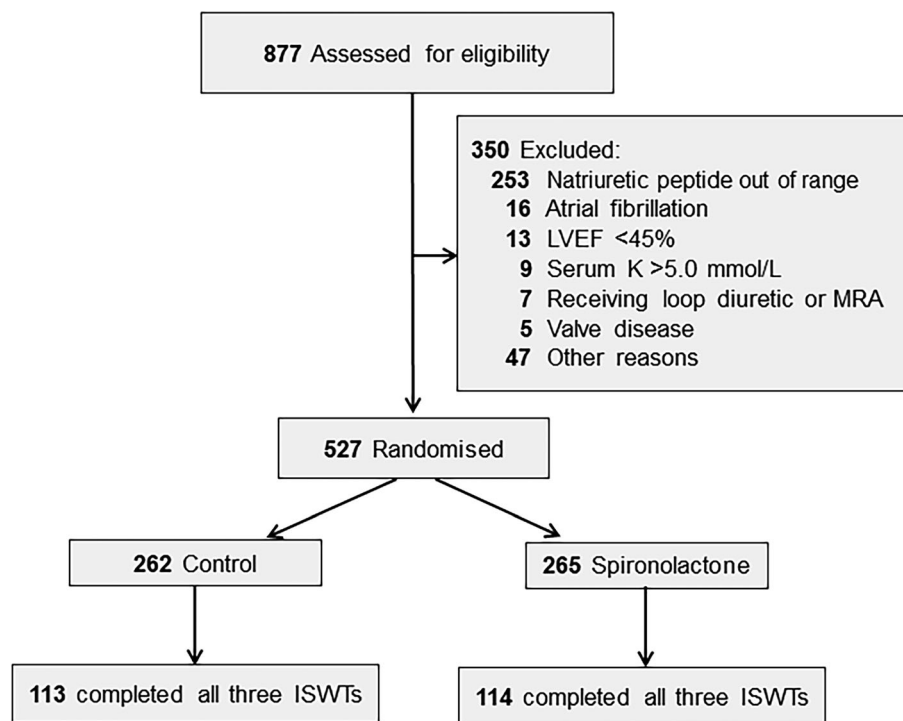 877 Assessed for eligibility
350 Excluded:
253 Natriuretic peptide out of range
16 Atrial fibrillation
13 LVEF <45%
9 Serum K >5.0 mmol/L
7 Receiving loop diuretic or MRA
5 Valve disease
47 Other reasons
527 Randomised
262 Control
265 Spironolactone
113 completed all three ISWTs
114 completed all three ISWTs